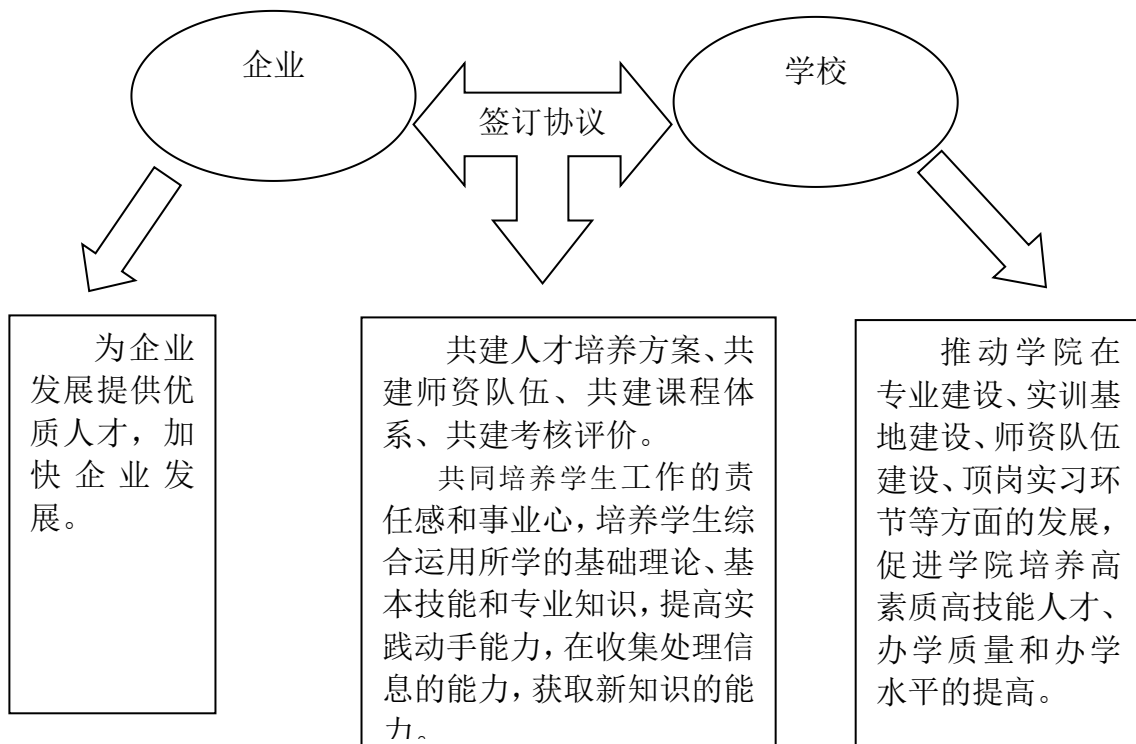 企业
学校
签订协议
为企业
发展提供优
质人才，加
快企业发
展。
共建人才培养方案、共
建师资队伍、共建课程体
系、共建考核评价。
共同培养学生工作的责
任感和事业心，培养学生综
合运用所学的基础理论、基
本技能和专业知识，提高实
践动手能力，在收集处理信
息的能力，获取新知识的能
力。
推动学院在
专业建设、实训基
地建设、师资队伍
建设、顶岗实习环
节等方面的发展，
促进学院培养高
素质高技能人才、
办学质量和办学
水平的提高。